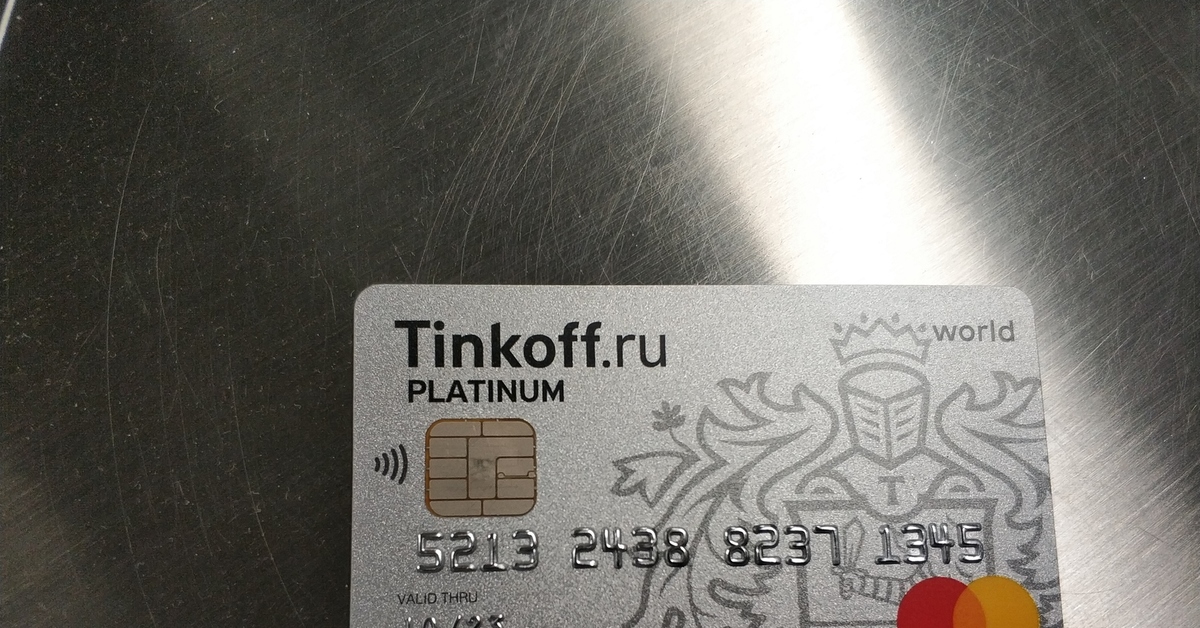 Tinkoff.ru
world
PLATINUM
T
5213 2438 8237 1345
VALID THRU